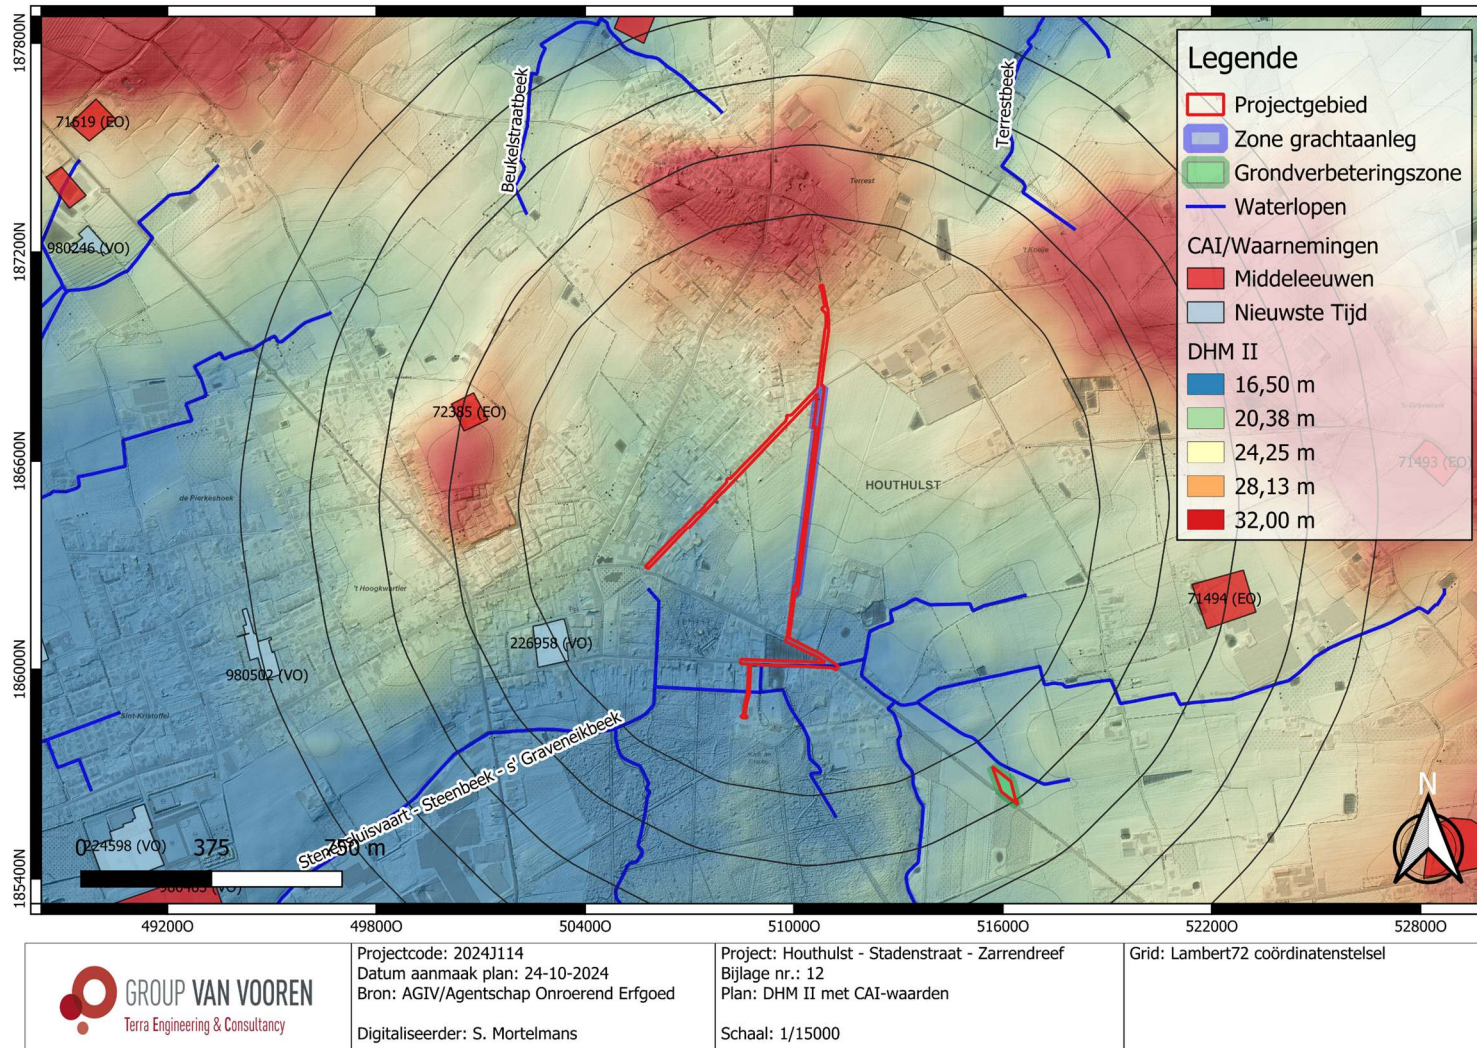 187800N
187200N
186600N
186000N
185400N
Beukelstraatbeek
Terrestbeek
71619 (EO)
980246 (VO)
Terrest
't Kruisje
72385 (EO)
de Pierkeshoek
HOUTHULST
71493 (EO)
't Hoogkwartier
71494 (EO)
226958 (VO)
980502 (VO)
Sint-Kristoffel
Stenensluisvaart - Steenbeek - s' Graveneikbeek
224598 (VO)
0 375 750 m
N
Legende
Projectgebied
Zone grachtaanleg
Grondverbeteringszone
Waterlopen
CAI/Waarnemingen
Middeleeuwen
Nieuwste Tijd
DHM II
16,50 m
20,38 m
24,25 m
28,13 m
32,00 m
492000 498000 504000 510000 516000 522000 528000
GROUP VAN VOOREN
Terra Engineering & Consultancy
Projectcode: 2024J114
Datum aanmaak plan: 24-10-2024
Bron: AGIV/Agentschap Onroerend Erfgoed
Digitaliseerder: S. Mortelmans
Project: Houthulst - Stadenstraat - Zarrendreef
Bijlage nr.: 12
Plan: DHM II met CAI-waarden
Schaal: 1/15000
Grid: Lambert72 coördinatenstelsel